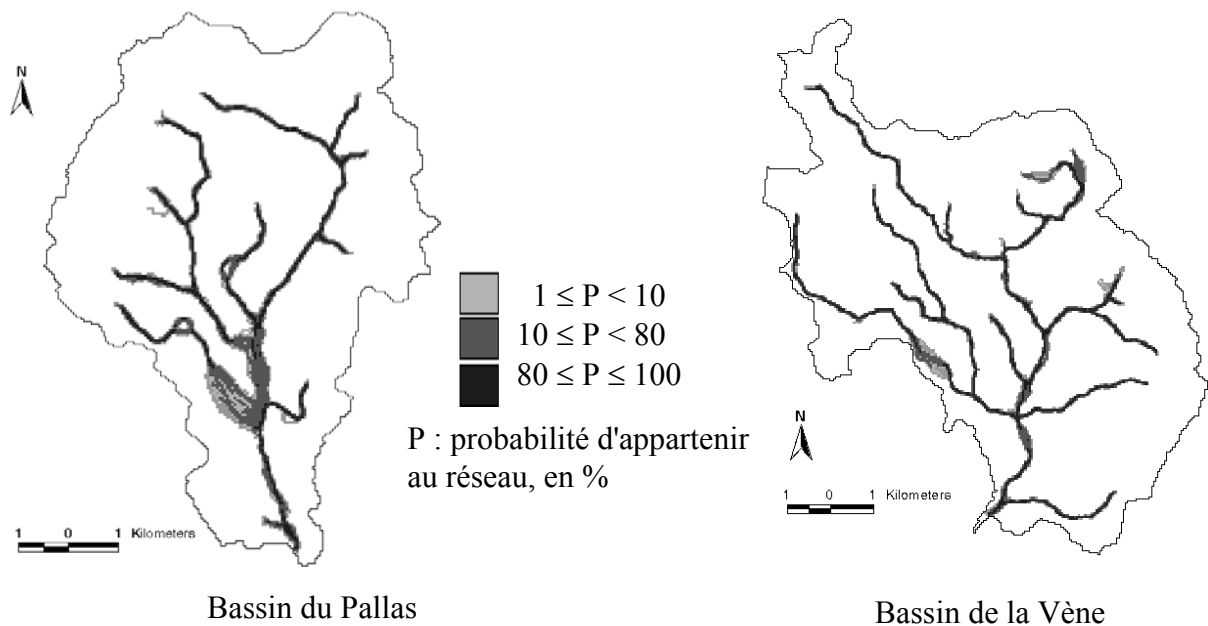 N
1 ≤ P < 10
10 ≤ P < 80
80 ≤ P ≤ 100
P : probabilité d'appartenir
au réseau, en %
1 0 1 Kilometers
Bassin du Pallas
N
1 0 1 Kilometers
Bassin de la Vène